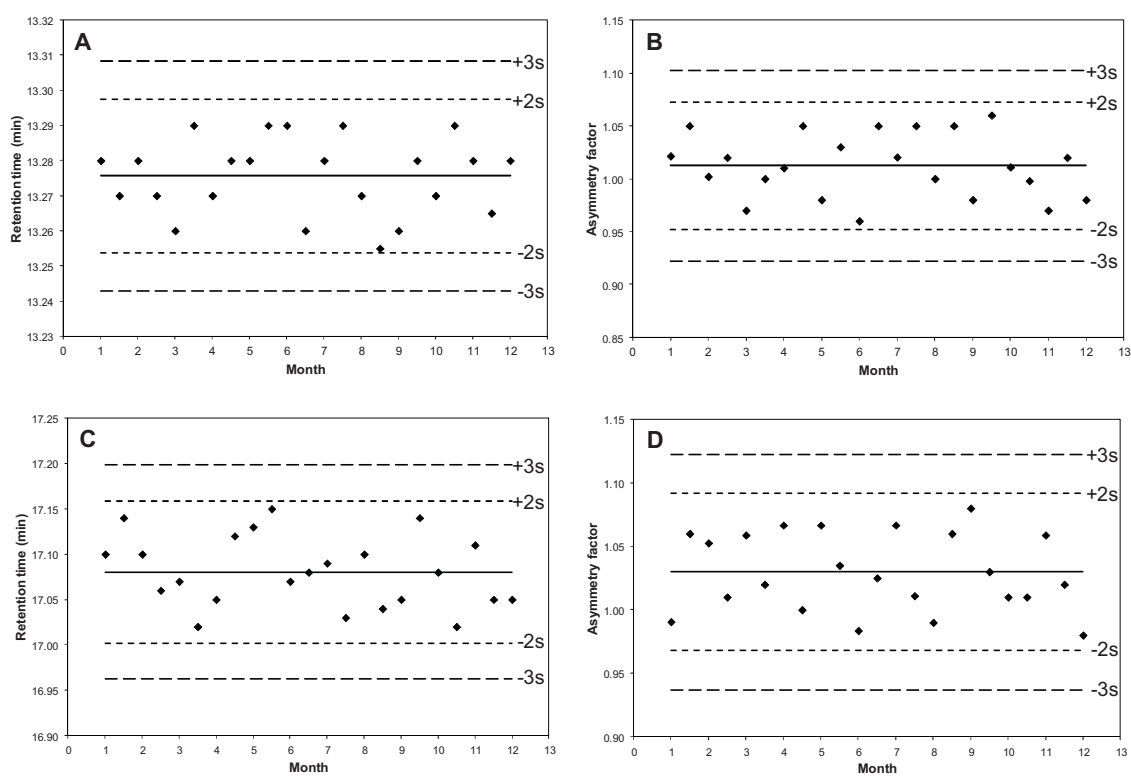 A
Retention time (min)
13.32
13.31
13.30
13.29
13.28
13.27
13.26
13.25
13.24
13.23
+3s
+2s
-2s
-3s
0 1 2 3 4 5 6 7 8 9 10 11 12 13
Month
B
Asymmetry factor
1.15
1.10
1.05
1.00
0.95
0.90
0.85
+3s
+2s
-2s
-3s
0 1 2 3 4 5 6 7 8 9 10 11 12 13
Month
C
Retention time (min)
17.25
17.20
17.15
17.10
17.05
17.00
16.95
16.90
+3s
+2s
-2s
-3s
0 1 2 3 4 5 6 7 8 9 10 11 12 13
Month
D
Asymmetry factor
1.15
1.10
1.05
1.00
0.95
0.90
+3s
+2s
-2s
-3s
0 1 2 3 4 5 6 7 8 9 10 11 12 13
Month